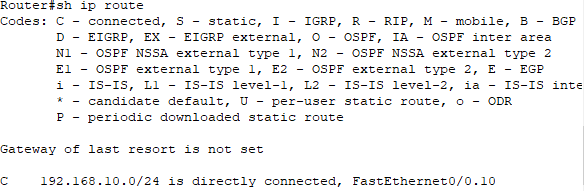 Router#sh ip route
Codes: C - connected, S - static, I - IGRP, R - RIP, M - mobile, B - BGP
D - EIGRP, EX - EIGRP external, O - OSPF, IA - OSPF inter area
N1 - OSPF NSSA external type 1, N2 - OSPF NSSA external type 2
E1 - OSPF external type 1, E2 - OSPF external type 2, E - EGP
i - IS-IS, L1 - IS-IS level-1, L2 - IS-IS level-2, ia - IS-IS inte
* - candidate default, U - per-user static route, o - ODR
P - periodic downloaded static route
Gateway of last resort is not set
C 192.168.10.0/24 is directly connected, FastEthernet0/0.10